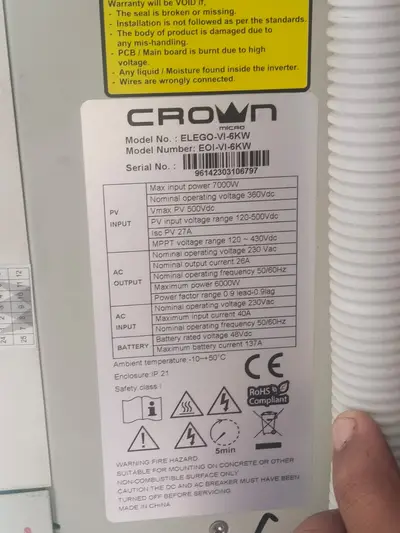 warranty will be VOID if,
- The seal is broken or missing.
- Installation is not followed as per the standards.
- The body of product is damaged due to
any mis-handling.
- PCB / Main board is burnt due to high
voltage.
- Any liquid / Moisture found inside the inverter.
- Wires are wrongly connected.
CROWN
MICRO
Model No. : ELEGO-VI-6KW
Model Number: EOI-VI-6KW
Serial No. :
96142303106797
PV INPUT
Max input power 7000W
Nominal operating voltage 360Vdc
Vmax PV 500Vdc
PV input voltage range 120-500Vdc
Isc PV 27A
MPPT voltage range 120 ~ 430Vdc
AC OUTPUT
Nominal operating voltage 230 Vac
Nominal output current 26A
Nominal operating frequency 50/60Hz
Maximum power 6000W
Power factor range 0.9 lead-0.9lag
AC INPUT
Nominal operating voltage 230Vac
Maximum input current 40A
Nominal operating frequency 50/60Hz
BATTERY
Battery rated voltage 48Vdc
Maximum battery current 137A
Ambient temperature -10~+50°C
Enclosure:IP 21
Safety class I
CE
RoHS
Compliant
5min
WARNING FIRE HAZARD
SUITABLE FOR MOUNTING ON CONCRETE OR OTHER
NON-COMBUSTIBLE SURFACE ONLY
CAUTION:THE DC AND AC BREAKER MUST HAVE BEEN
TURNED OFF BEFORE SERVICING
MADE IN CHINA